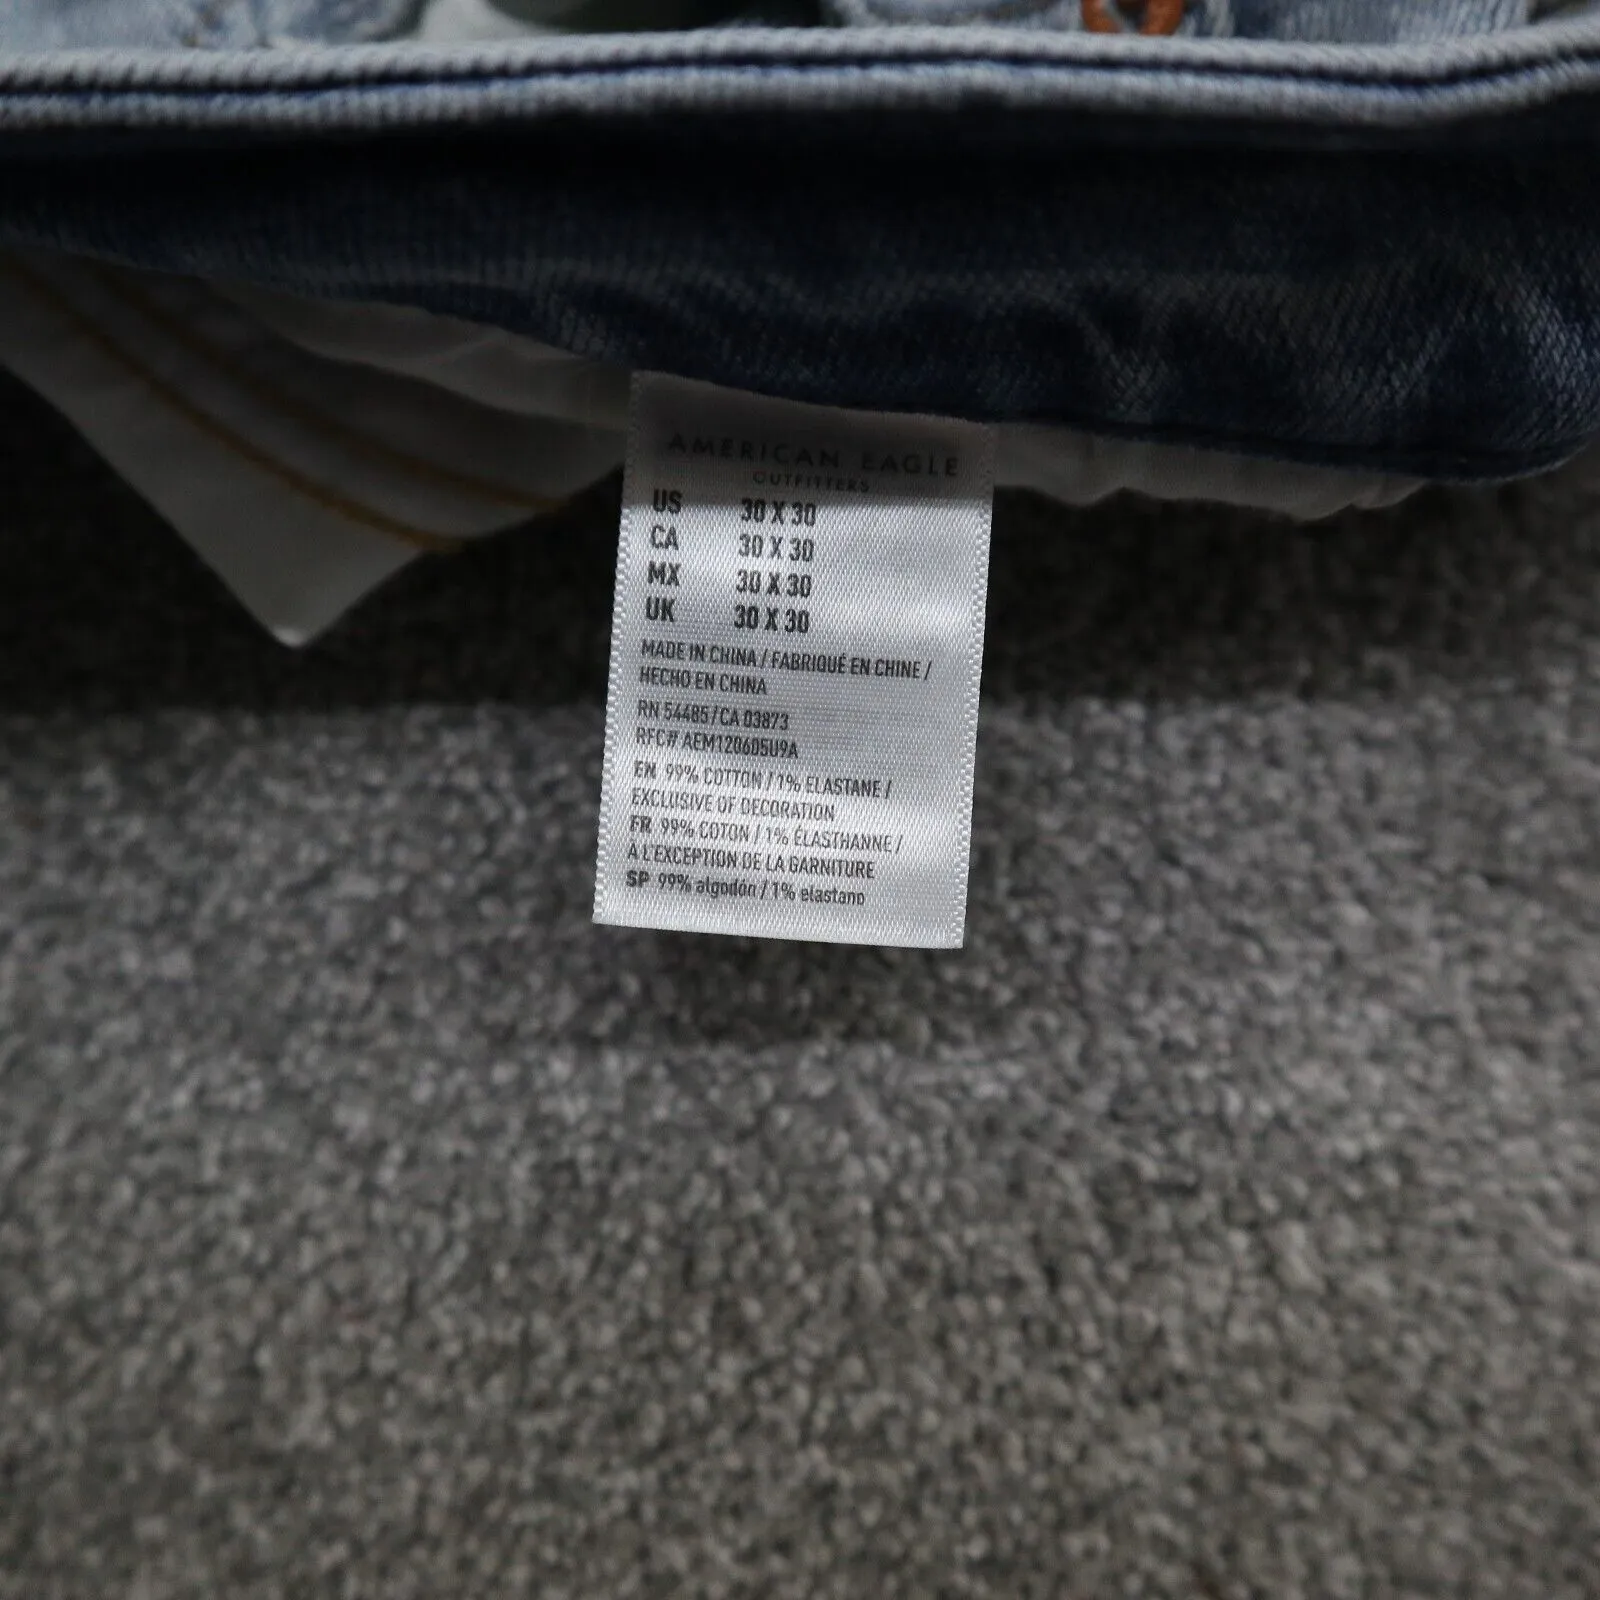 AMERICAN EAGLE
OUTFITTERS
US 30 X 30
CA 30 X 30
MX 30 X 30
UK 30 X 30
MADE IN CHINA / FABRIQUÉ EN CHINE /
HECHO EN CHINA
RN 54485 / CA 03873
RFC# AEM120605U9A
EN 99% COTTON / 1% ELASTANE /
EXCLUSIVE OF DECORATION
FR 99% COTON / 1% ÉLASTHANNE /
À L'EXCEPTION DE LA GARNITURE
SP 99% algodón / 1% elastano